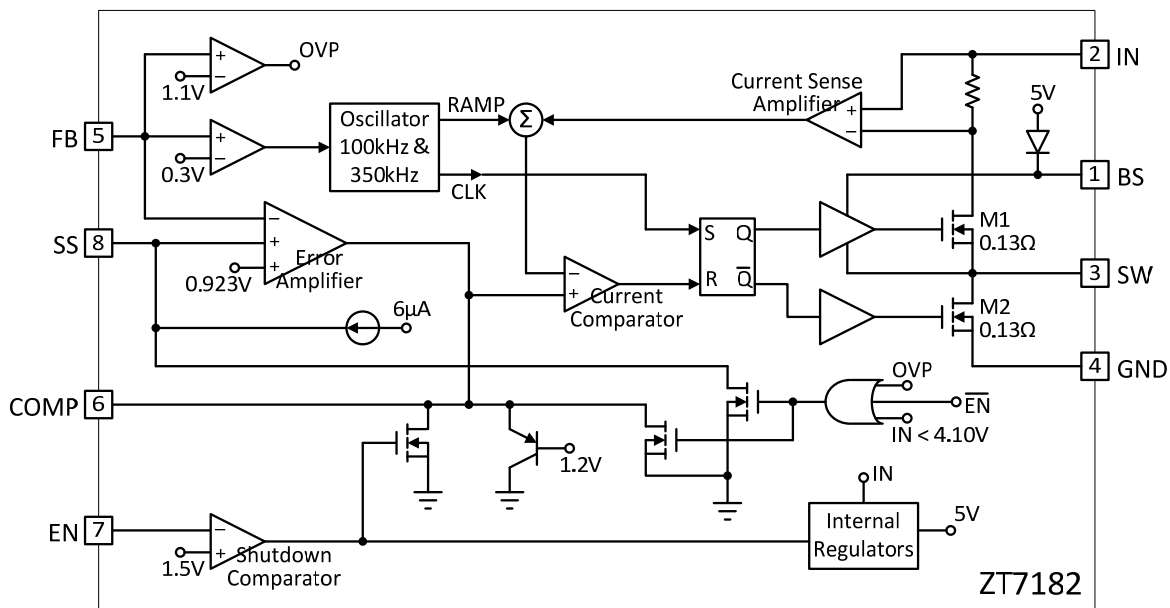 OVP
1.1V
+
−
Current Sense
Amplifier
+
−
2
IN
5V
FB
5
+
−
0.3V
Oscillator
100kHz &
350kHz
RAMP
CLK
Σ
1
BS
SS
8
−
+
+
0.923V
Error
Amplifier
−
+
Current
Comparator
S
Q
R
Q̅
M1
0.13Ω
3
SW
M2
0.13Ω
6µA
4
GND
COMP
6
OVP
E̅N̅
IN < 4.10V
1.2V
EN
7
−
+
1.5V
Shutdown
Comparator
IN
Internal
Regulators
5V
ZT7182